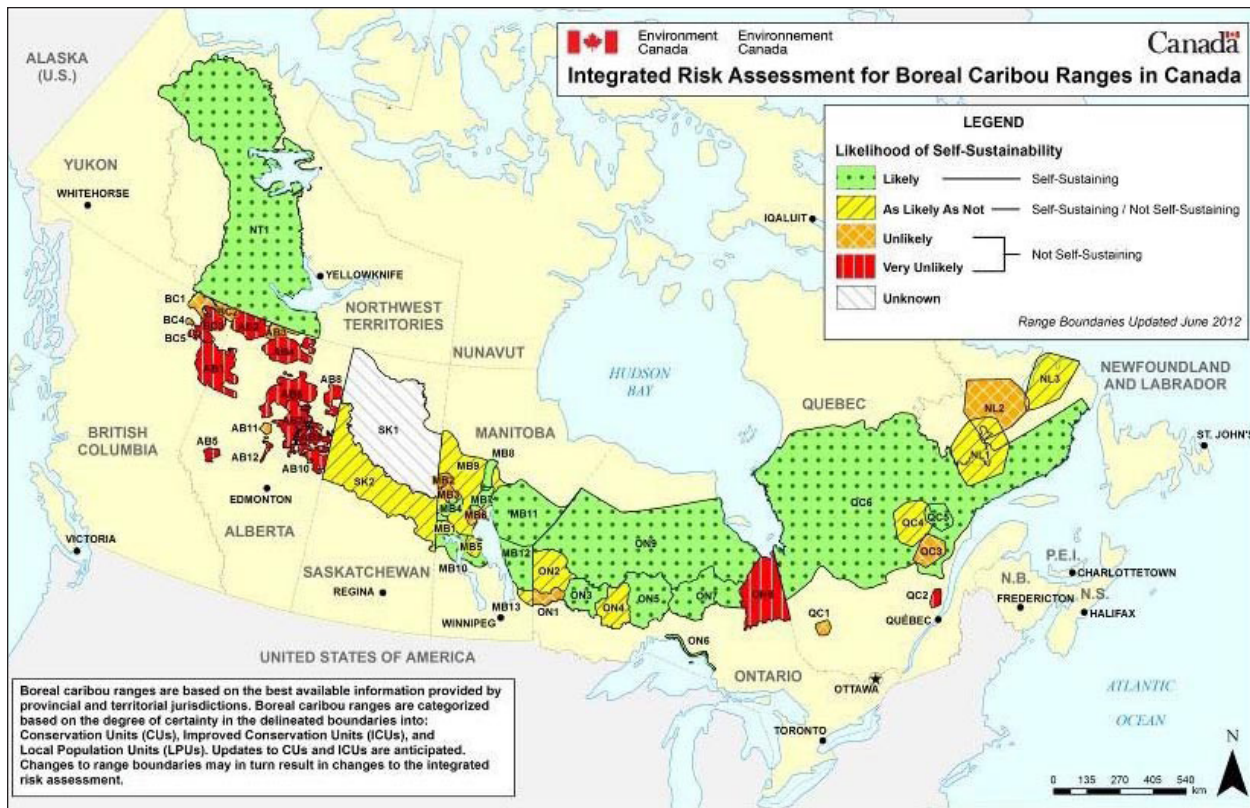 Environment
Canada
Environnement
Canada
Canada
Integrated Risk Assessment for Boreal Caribou Ranges in Canada
LEGEND
Likelihood of Self-Sustainability
Likely
Self-Sustaining
As Likely As Not
Self-Sustaining / Not Self-Sustaining
Unlikely
Very Unlikely
Not Self-Sustaining
Unknown
Range Boundaries Updated June 2012
ALASKA
(U.S.)
YUKON
WHITEHORSE
IQALUIT
NT1
YELLOWKNIFE
NORTHWEST
TERRITORIES
NUNAVUT
BC1
BC4
BC5
AB8
HUDSON
BAY
QUEBEC
NEWFOUNDLAND
AND LABRADOR
NL3
NL2
NL1
ST. JOHN'S
BRITISH
COLUMBIA
AB11
AB5
AB12
AB10
EDMONTON
ALBERTA
SK1
SK2
MANITOBA
MB8
MB9
MB2
MB3
MB4
MB11
MB1
MB5
MB12
MB10
MB13
ON9
ON2
ON1
ON3
ON4
ON5
ON7
ON6
QC6
QC4
QC5
QC3
QC2
QC1
VICTORIA
SASKATCHEWAN
REGINA
WINNIPEG
P.E.I.
CHARLOTTETOWN
N.B.
FREDERICTON
N.S.
HALIFAX
QUÉBEC
UNITED STATES OF AMERICA
ONTARIO
OTTAWA
TORONTO
ATLANTIC
OCEAN
Boreal caribou ranges are based on the best available information provided by
provincial and territorial jurisdictions. Boreal caribou ranges are categorized
based on the degree of certainty in the delineated boundaries into:
Conservation Units (CUs), Improved Conservation Units (ICUs), and
Local Population Units (LPUs). Updates to CUs and ICUs are anticipated.
Changes to range boundaries may in turn result in changes to the integrated
risk assessment.
N
0 135 270 405 540
km